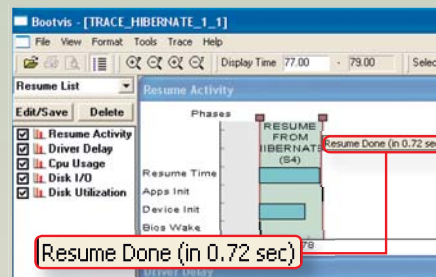 Bootvis - [TRACE_HIBERNATE_1_1]
File View Format Tools Trace Help
Display Time 77.00 - 79.00 Selec
Resume List
Edit/Save Delete
Resume Activity
Driver Delay
Cpu Usage
Disk I/O
Disk Utilization
Resume Activity
Phases
RESUME
FROM
HIBERNATE
(S4)
Resume Done (in 0.72 sec
Resume Time
Apps Init
Device Init
Bios Wake
78
Resume Done (in 0.72 sec)
Driver Delay